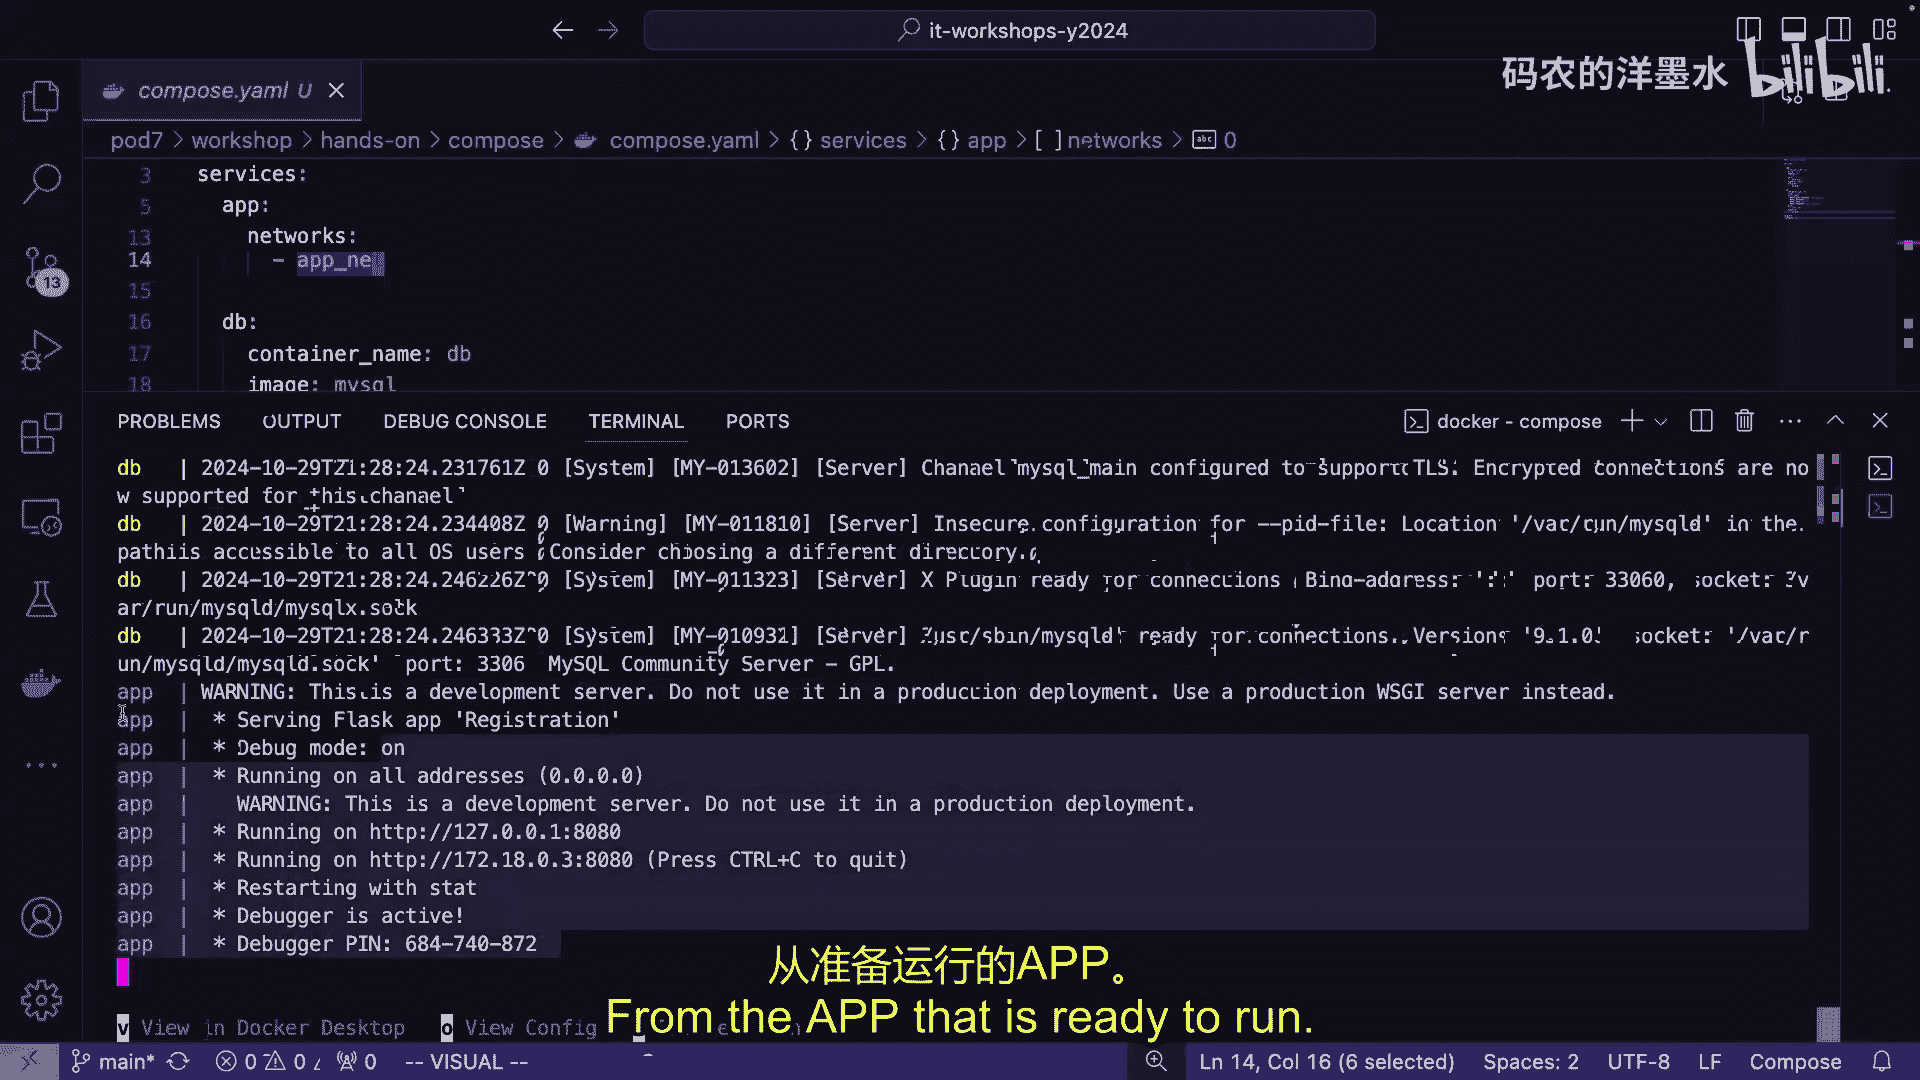 it-workshops-y2024
码农的洋墨水 bilibili
compose.yaml U
pod7 > workshop > hands-on > compose > compose.yaml > {} services > {} app > [ ] networks > abc 0
3 services:
5 app:
13 networks:
14 - app_ne
15
16 db:
17 container_name: db
18 image: mysql
13
PROBLEMS OUTPUT DEBUG CONSOLE TERMINAL PORTS docker - compose
db | 2024-10-29T21:28:24.231761Z 0 [System] [MY-013602] [Server] mysql_main configured to support TLS. Encrypted connections are no
w supported for this
db | 2024-10-29T21:28:24.234408Z 0 [Warning] [MY-011810] [Server] Insecure configuration for --pid-file: Location in the
path is accessible to all OS users Consider choosing a different directory.
db | 2024-10-29T21:28:24.246226Z 0 [System] [MY-011323] [Server] X Plugin ready for connections port: 33060, socket: /v
ar/run/mysqld/mysqlx.sock
db | 2024-10-29T21:28:24.246333Z 0 [System] [MY-010931] [Server] ready for connections. Version: '9.1.0' socket: '/var/r
un/mysqld/mysqld.sock' port: 3306 MySQL Community Server - GPL.
app | WARNING: This is a development server. Do not use it in a production deployment. Use a production WSGI server instead.
app | * Serving Flask app 'Registration'
app | * Debug mode: on
app | * Running on all addresses (0.0.0.0)
app | WARNING: This is a development server. Do not use it in a production deployment.
app | * Running on http://127.0.0.1:8080
app | * Running on http://172.18.0.3:8080 (Press CTRL+C to quit)
app | * Restarting with stat
app | * Debugger is active!
app | * Debugger PIN: 684-740-872
从准备运行的APP。
From the APP that is ready to run.
v View in Docker Desktop o View Config
main* 0 0 0 -- VISUAL -- Ln 14, Col 16 (6 selected) Spaces: 2 UTF-8 LF Compose